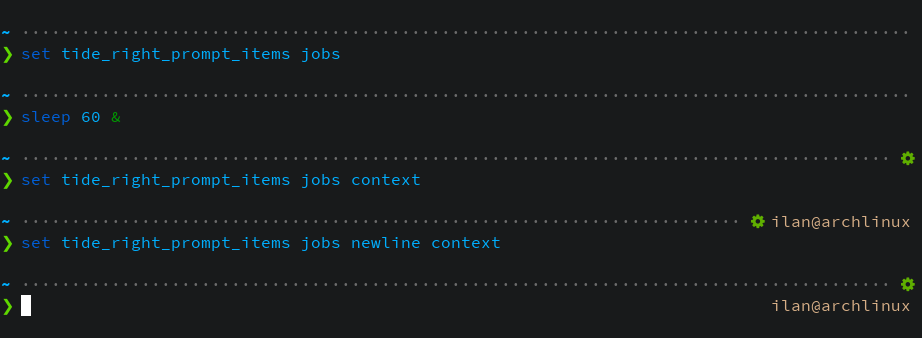 ~ ·········································································································
❯ set tide_right_prompt_items jobs
~ ·········································································································
❯ sleep 60 &
~ ······················································································· ⚙
❯ set tide_right_prompt_items jobs context
~ ········································································ ⚙ ilan@archlinux
❯ set tide_right_prompt_items jobs newline context
~ ······················································································· ⚙
❯ ilan@archlinux